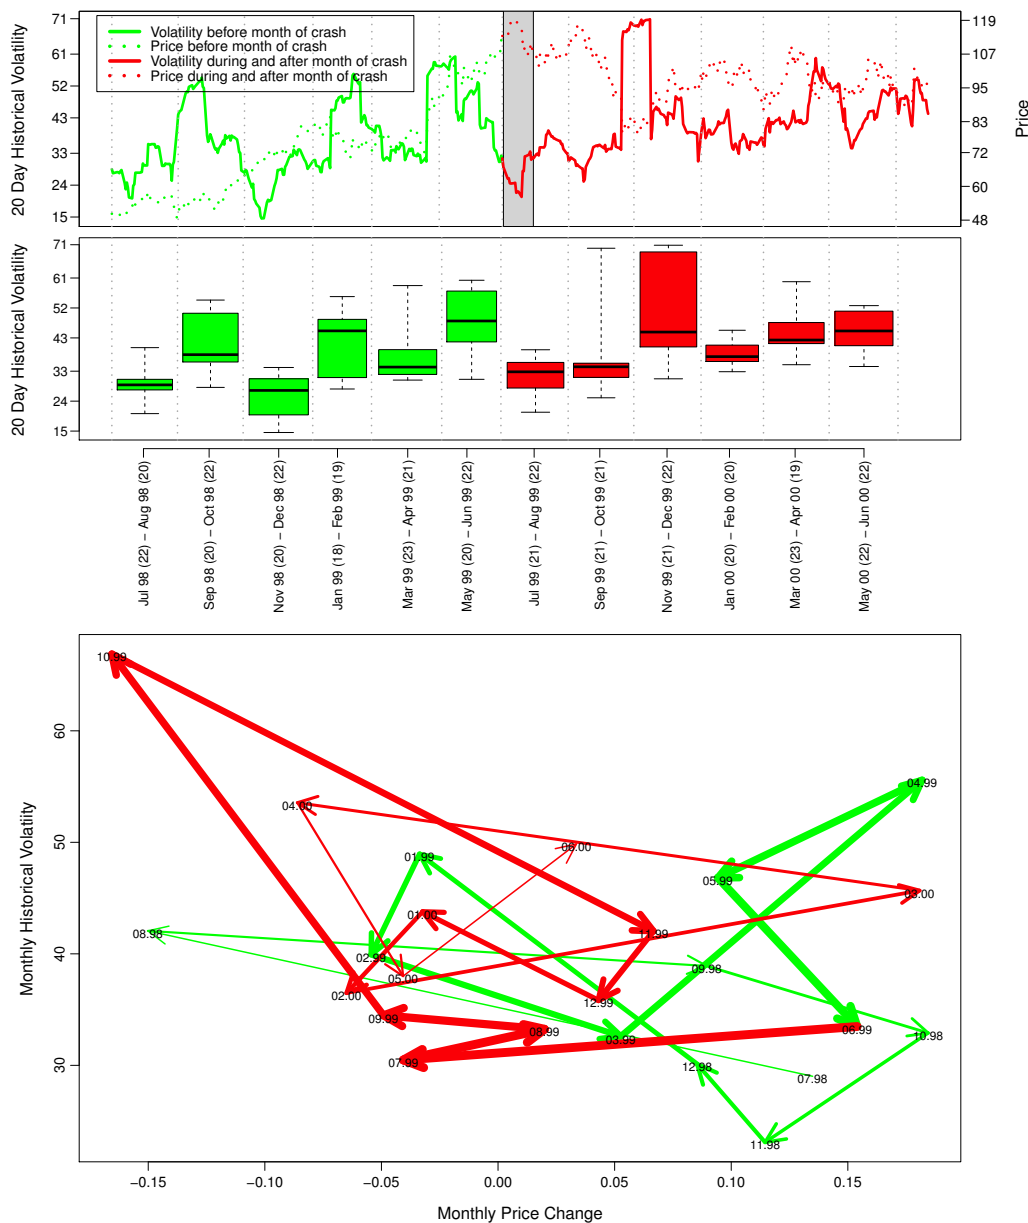 20 Day Historical Volatility
71
61
52
43
33
24
15
Volatility before month of crash
Price before month of crash
Volatility during and after month of crash
Price during and after month of crash
119
107
95
83
72
60
48
Price
20 Day Historical Volatility
71
61
52
43
33
24
15
Jul 98 (22) − Aug 98 (20)
Sep 98 (20) − Oct 98 (22)
Nov 98 (20) − Dec 98 (22)
Jan 99 (18) − Feb 99 (19)
Mar 99 (23) − Apr 99 (21)
May 99 (20) − Jun 99 (22)
Jul 99 (21) − Aug 99 (22)
Sep 99 (21) − Oct 99 (21)
Nov 99 (21) − Dec 99 (22)
Jan 00 (20) − Feb 00 (20)
Mar 00 (23) − Apr 00 (19)
May 00 (22) − Jun 00 (22)
Monthly Historical Volatility
60
50
40
30
10.99
04.99
04.00
06.00
01.99
05.99
03.00
01.00
08.98
11.99
02.99
09.98
05.00
02.00
12.99
09.99
08.99
06.99
03.99
10.98
07.99
12.98
07.98
11.98
−0.15
−0.10
−0.05
0.00
0.05
0.10
0.15
Monthly Price Change